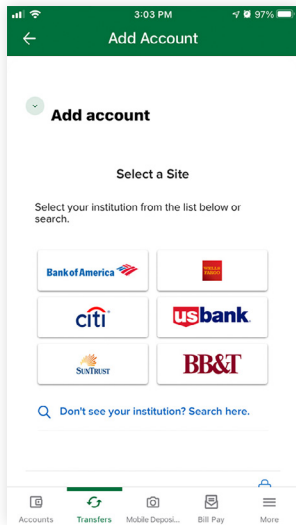 3:03 PM
97%
Add Account
Add account
Select a Site
Select your institution from the list below or
search.
Bank of America
WELLS
FARGO
citi
usbank
SUNTRUST
BB&T
Don't see your institution? Search here.
Accounts
Transfers
Mobile Deposi...
Bill Pay
More